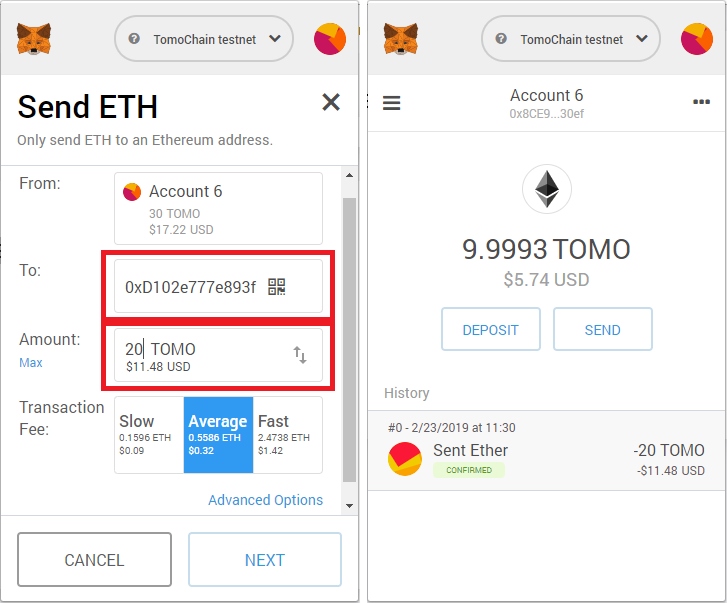 TomoChain testnet
Send ETH
Only send ETH to an Ethereum address.
From:
Account 6
30 TOMO
$17.22 USD
To:
0xD102e777e893f
Amount:
Max
20 TOMO
$11.48 USD
Transaction
Fee:
Slow
0.1596 ETH
$0.09
Average
0.5586 ETH
$0.32
Fast
2.4738 ETH
$1.42
Advanced Options
CANCEL
NEXT
TomoChain testnet
Account 6
0x8CE9...30ef
9.9993 TOMO
$5.74 USD
DEPOSIT
SEND
History
#0 - 2/23/2019 at 11:30
Sent Ether
-20 TOMO
CONFIRMED
-$11.48 USD